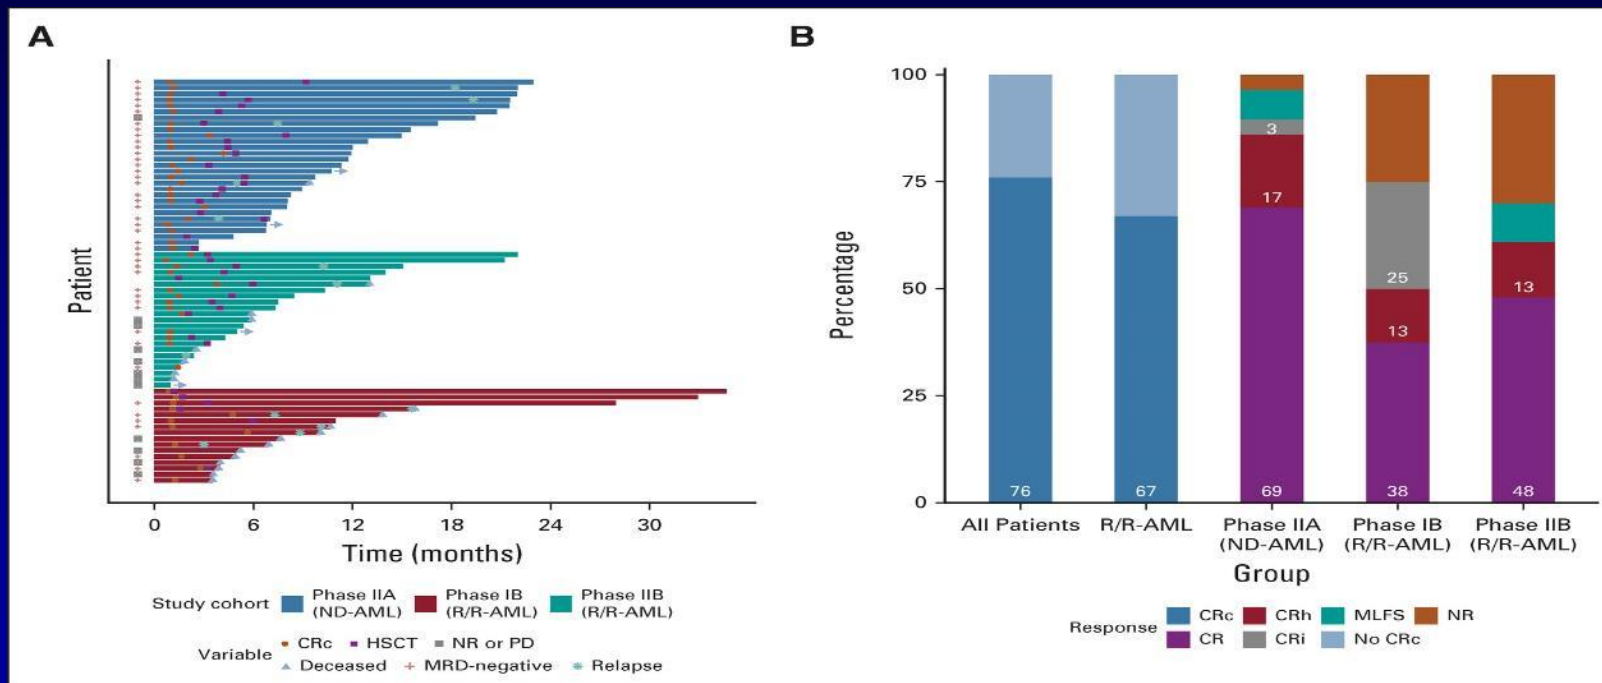 A
Patient
0 6 12 18 24 30
Time (months)
Study cohort
Phase IIA
(ND-AML)
Phase IB
(R/R-AML)
Phase IIB
(R/R-AML)
Variable
CRc HSCT NR or PD
Deceased MRD-negative Relapse
B
Percentage
100
75
50
25
0
3
17
25
13
13
76 67 69 38 48
All Patients
R/R-AML
Phase IIA
(ND-AML)
Phase IB
(R/R-AML)
Phase IIB
(R/R-AML)
Group
Response
CRc CRh MLFS NR
CR CRi No CRc